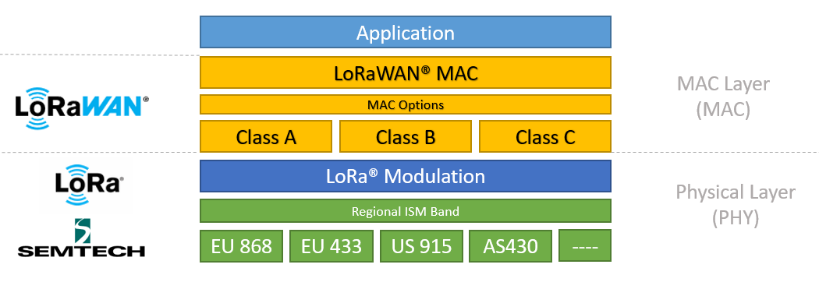 Application
LoRaWAN® MAC
MAC Options
Class A
Class B
Class C
LoRaWAN®
MAC Layer
(MAC)
LoRa® Modulation
Regional ISM Band
EU 868
EU 433
US 915
AS430
----
LoRa®
SEMTECH
Physical Layer
(PHY)